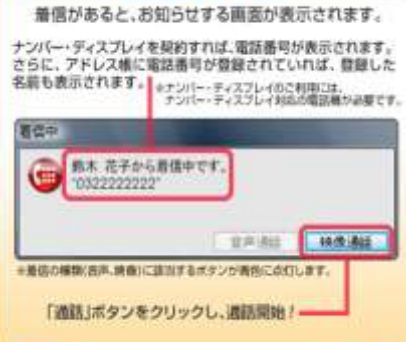 着信があると、お知らせする画面が表示されます。
ナンバー・ディスプレイを契約すれば、電話番号が表示されます。
さらに、アドレス帳に電話番号が登録されていれば、登録した
名前も表示されます。
※ナンバー・ディスプレイのご利用には、
ナンバー・ディスプレイ対応の電話機が必要です。
着信中
鈴木 花子から着信中です。
"0322222222"
音声通話
映像通話
※着信の種類(音声、映像)に該当するボタンが青色に点灯します。
「通話」ボタンをクリックし、通話開始！